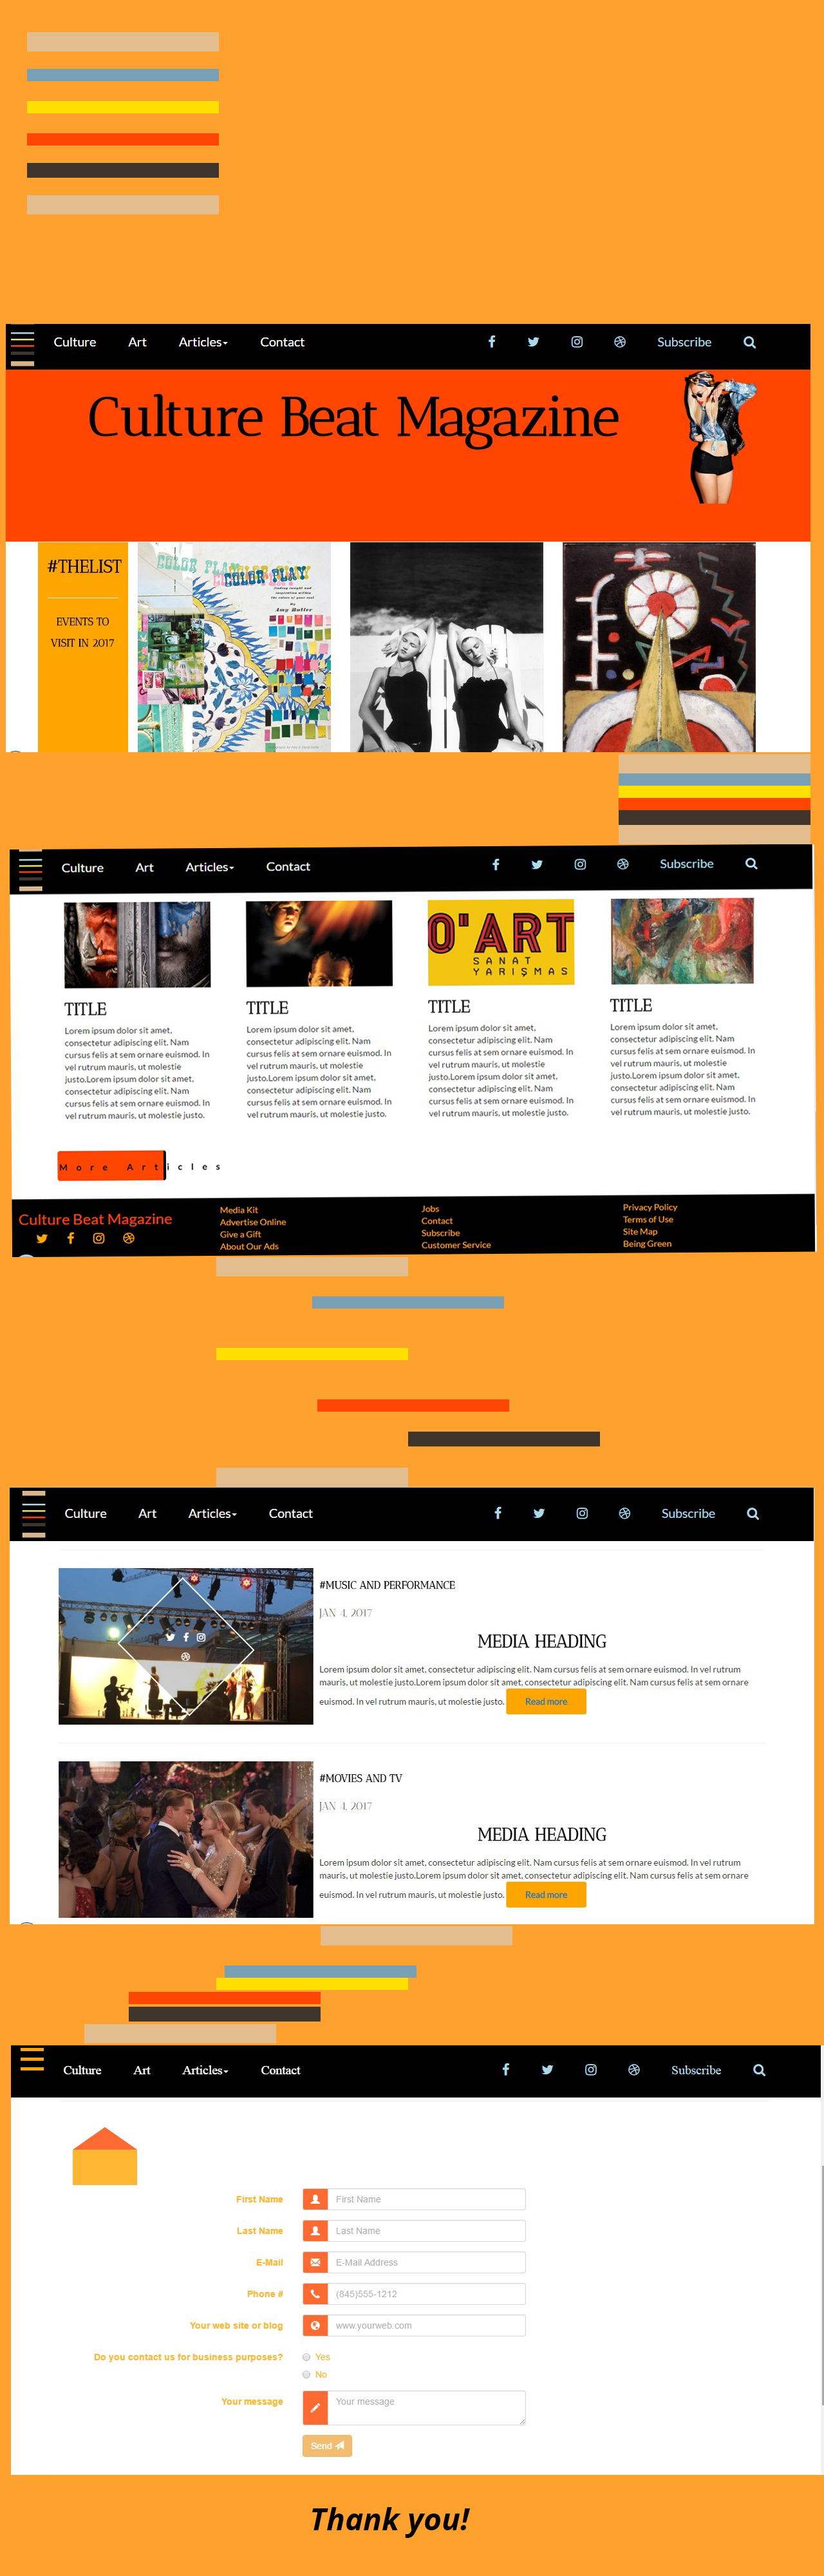 Culture Art Articles Contact Subscribe
Culture Beat Magazine
#THELIST
EVENTS TO
VISIT IN 2017
COLOR PLAY
COLOR PLAY
finding insight and
inspiration within
the colors of your soul
By
Amy Butler
Culture Art Articles Contact Subscribe
O'ART
SANAT
YARIŞMAS
TITLE
Lorem ipsum dolor sit amet,
consectetur adipiscing elit. Nam
cursus felis at sem ornare euismod. In
vel rutrum mauris, ut molestie
justo.Lorem ipsum dolor sit amet,
consectetur adipiscing elit. Nam
cursus felis at sem ornare euismod. In
vel rutrum mauris, ut molestie justo.
TITLE
Lorem ipsum dolor sit amet,
consectetur adipiscing elit. Nam
cursus felis at sem ornare euismod. In
vel rutrum mauris, ut molestie
justo.Lorem ipsum dolor sit amet,
consectetur adipiscing elit. Nam
cursus felis at sem ornare euismod. In
vel rutrum mauris, ut molestie justo.
TITLE
Lorem ipsum dolor sit amet,
consectetur adipiscing elit. Nam
cursus felis at sem ornare euismod. In
vel rutrum mauris, ut molestie
justo.Lorem ipsum dolor sit amet,
consectetur adipiscing elit. Nam
cursus felis at sem ornare euismod. In
vel rutrum mauris, ut molestie justo.
TITLE
Lorem ipsum dolor sit amet,
consectetur adipiscing elit. Nam
cursus felis at sem ornare euismod. In
vel rutrum mauris, ut molestie
justo.Lorem ipsum dolor sit amet,
consectetur adipiscing elit. Nam
cursus felis at sem ornare euismod. In
vel rutrum mauris, ut molestie justo.
More Articles
Culture Beat Magazine
Media Kit
Advertise Online
Give a Gift
About Our Ads
Jobs
Contact
Subscribe
Customer Service
Privacy Policy
Terms of Use
Site Map
Being Green
Culture Art Articles Contact Subscribe
#MUSIC AND PERFORMANCE
JAN 4, 2017
MEDIA HEADING
Lorem ipsum dolor sit amet, consectetur adipiscing elit. Nam cursus felis at sem ornare euismod. In vel rutrum
mauris, ut molestie justo.Lorem ipsum dolor sit amet, consectetur adipiscing elit. Nam cursus felis at sem ornare
euismod. In vel rutrum mauris, ut molestie justo. Read more
#MOVIES AND TV
JAN 4, 2017
MEDIA HEADING
Lorem ipsum dolor sit amet, consectetur adipiscing elit. Nam cursus felis at sem ornare euismod. In vel rutrum
mauris, ut molestie justo.Lorem ipsum dolor sit amet, consectetur adipiscing elit. Nam cursus felis at sem ornare
euismod. In vel rutrum mauris, ut molestie justo. Read more
Culture Art Articles Contact Subscribe
First Name First Name
Last Name Last Name
E-Mail E-Mail Address
Phone # (845)555-1212
Your web site or blog www.yourweb.com
Do you contact us for business purposes? Yes
No
Your message Your message
Send
Thank you!